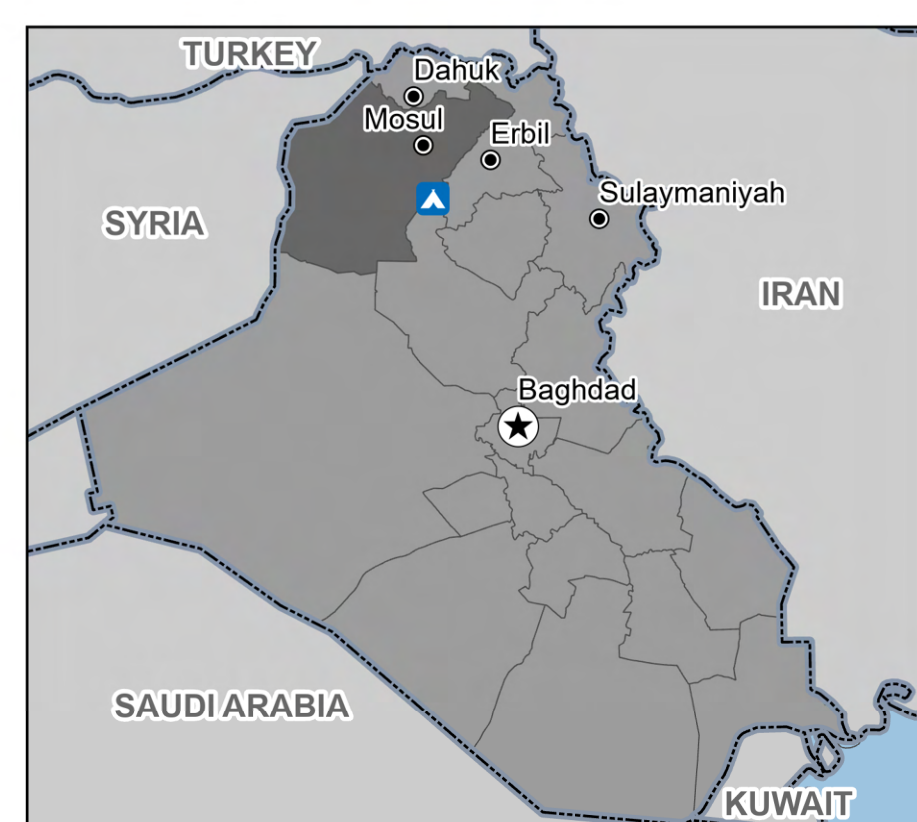 TURKEY
Dahuk
Mosul
Erbil
Sulaymaniyah
SYRIA
IRAN
Baghdad
SAUDI ARABIA
KUWAIT